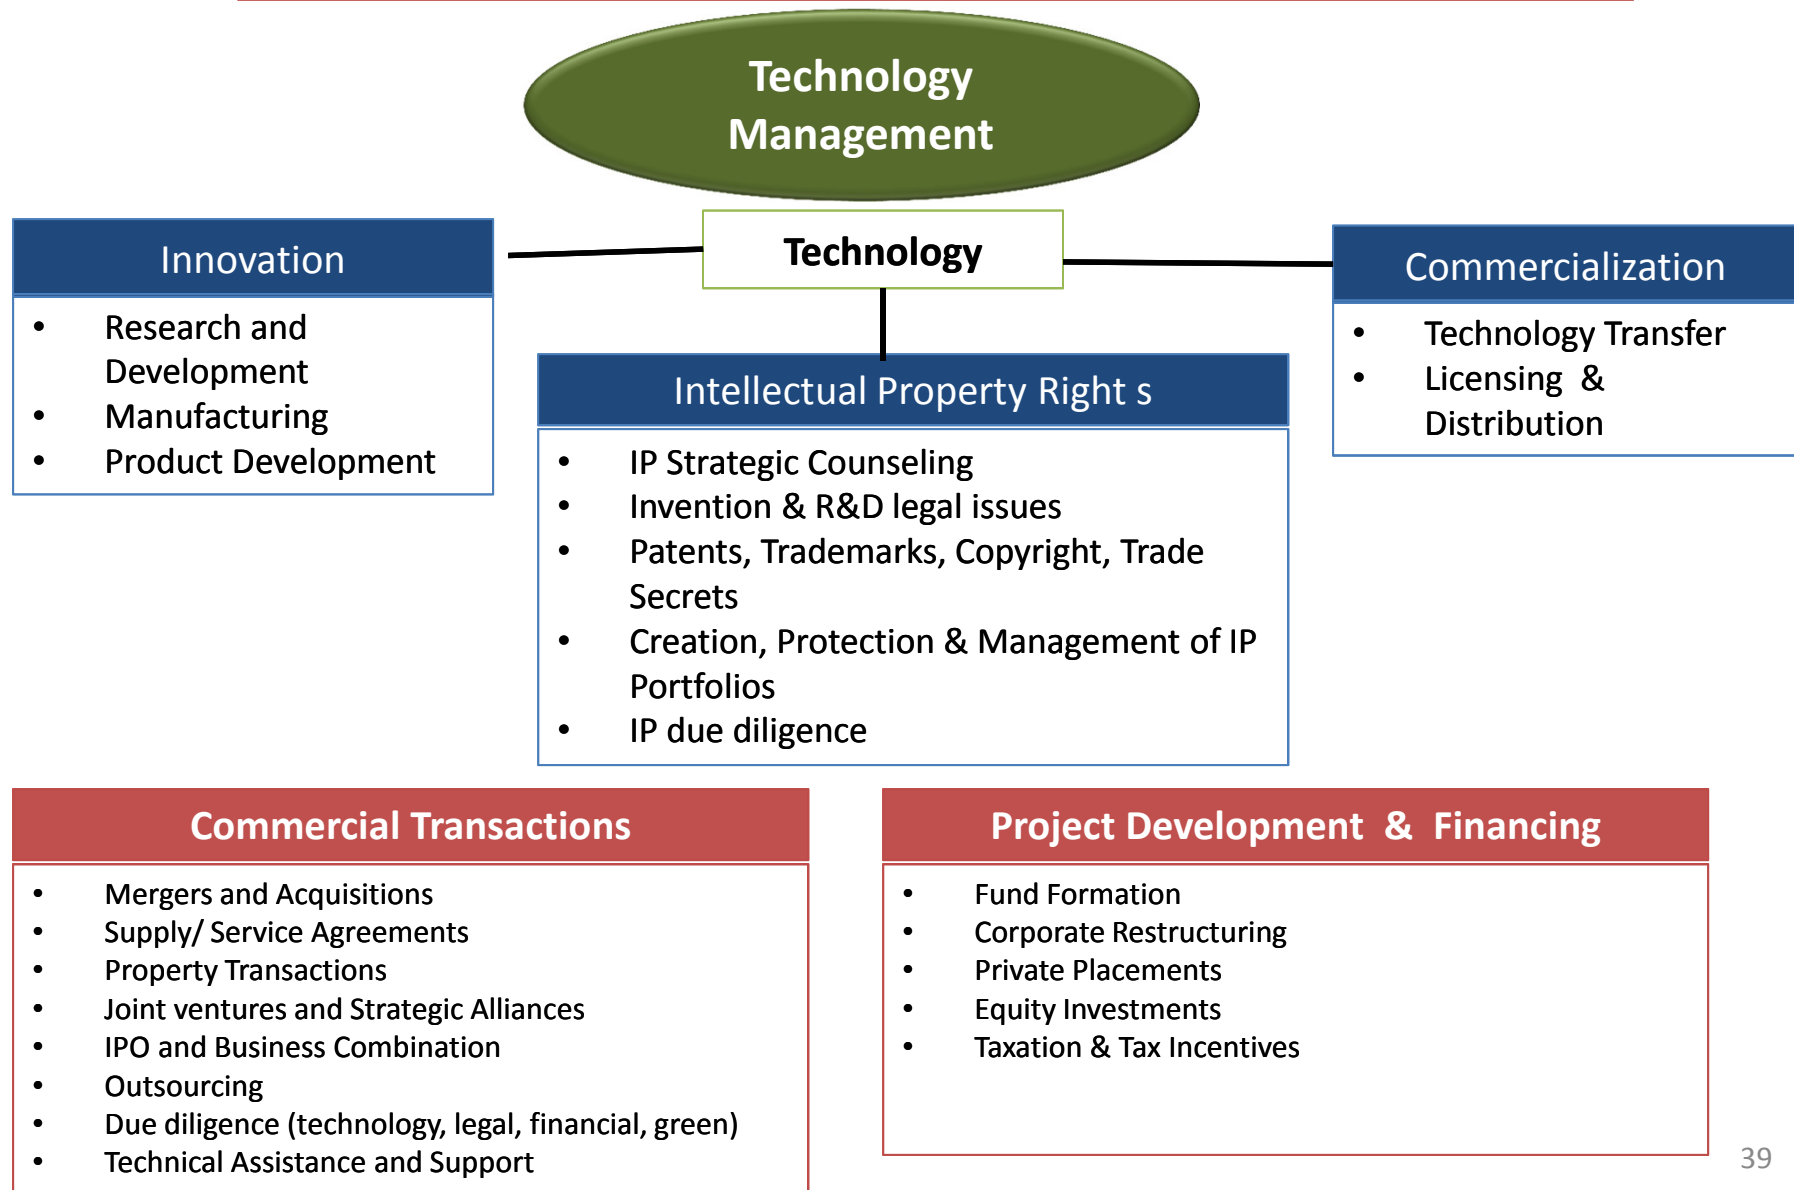 Technology
Management
Technology
Innovation
• Research and
Development
• Manufacturing
• Product Development
Intellectual Property Right s
• IP Strategic Counseling
• Invention & R&D legal issues
• Patents, Trademarks, Copyright, Trade
Secrets
• Creation, Protection & Management of IP
Portfolios
• IP due diligence
Commercialization
• Technology Transfer
• Licensing & 
Distribution
Commercial Transactions
• Mergers and Acquisitions
• Supply/ Service Agreements
• Property Transactions
• Joint ventures and Strategic Alliances
• IPO and Business Combination
• Outsourcing
• Due diligence (technology, legal, financial, green)
• Technical Assistance and Support
Project Development & Financing
• Fund Formation
• Corporate Restructuring
• Private Placements
• Equity Investments
• Taxation & Tax Incentives
39